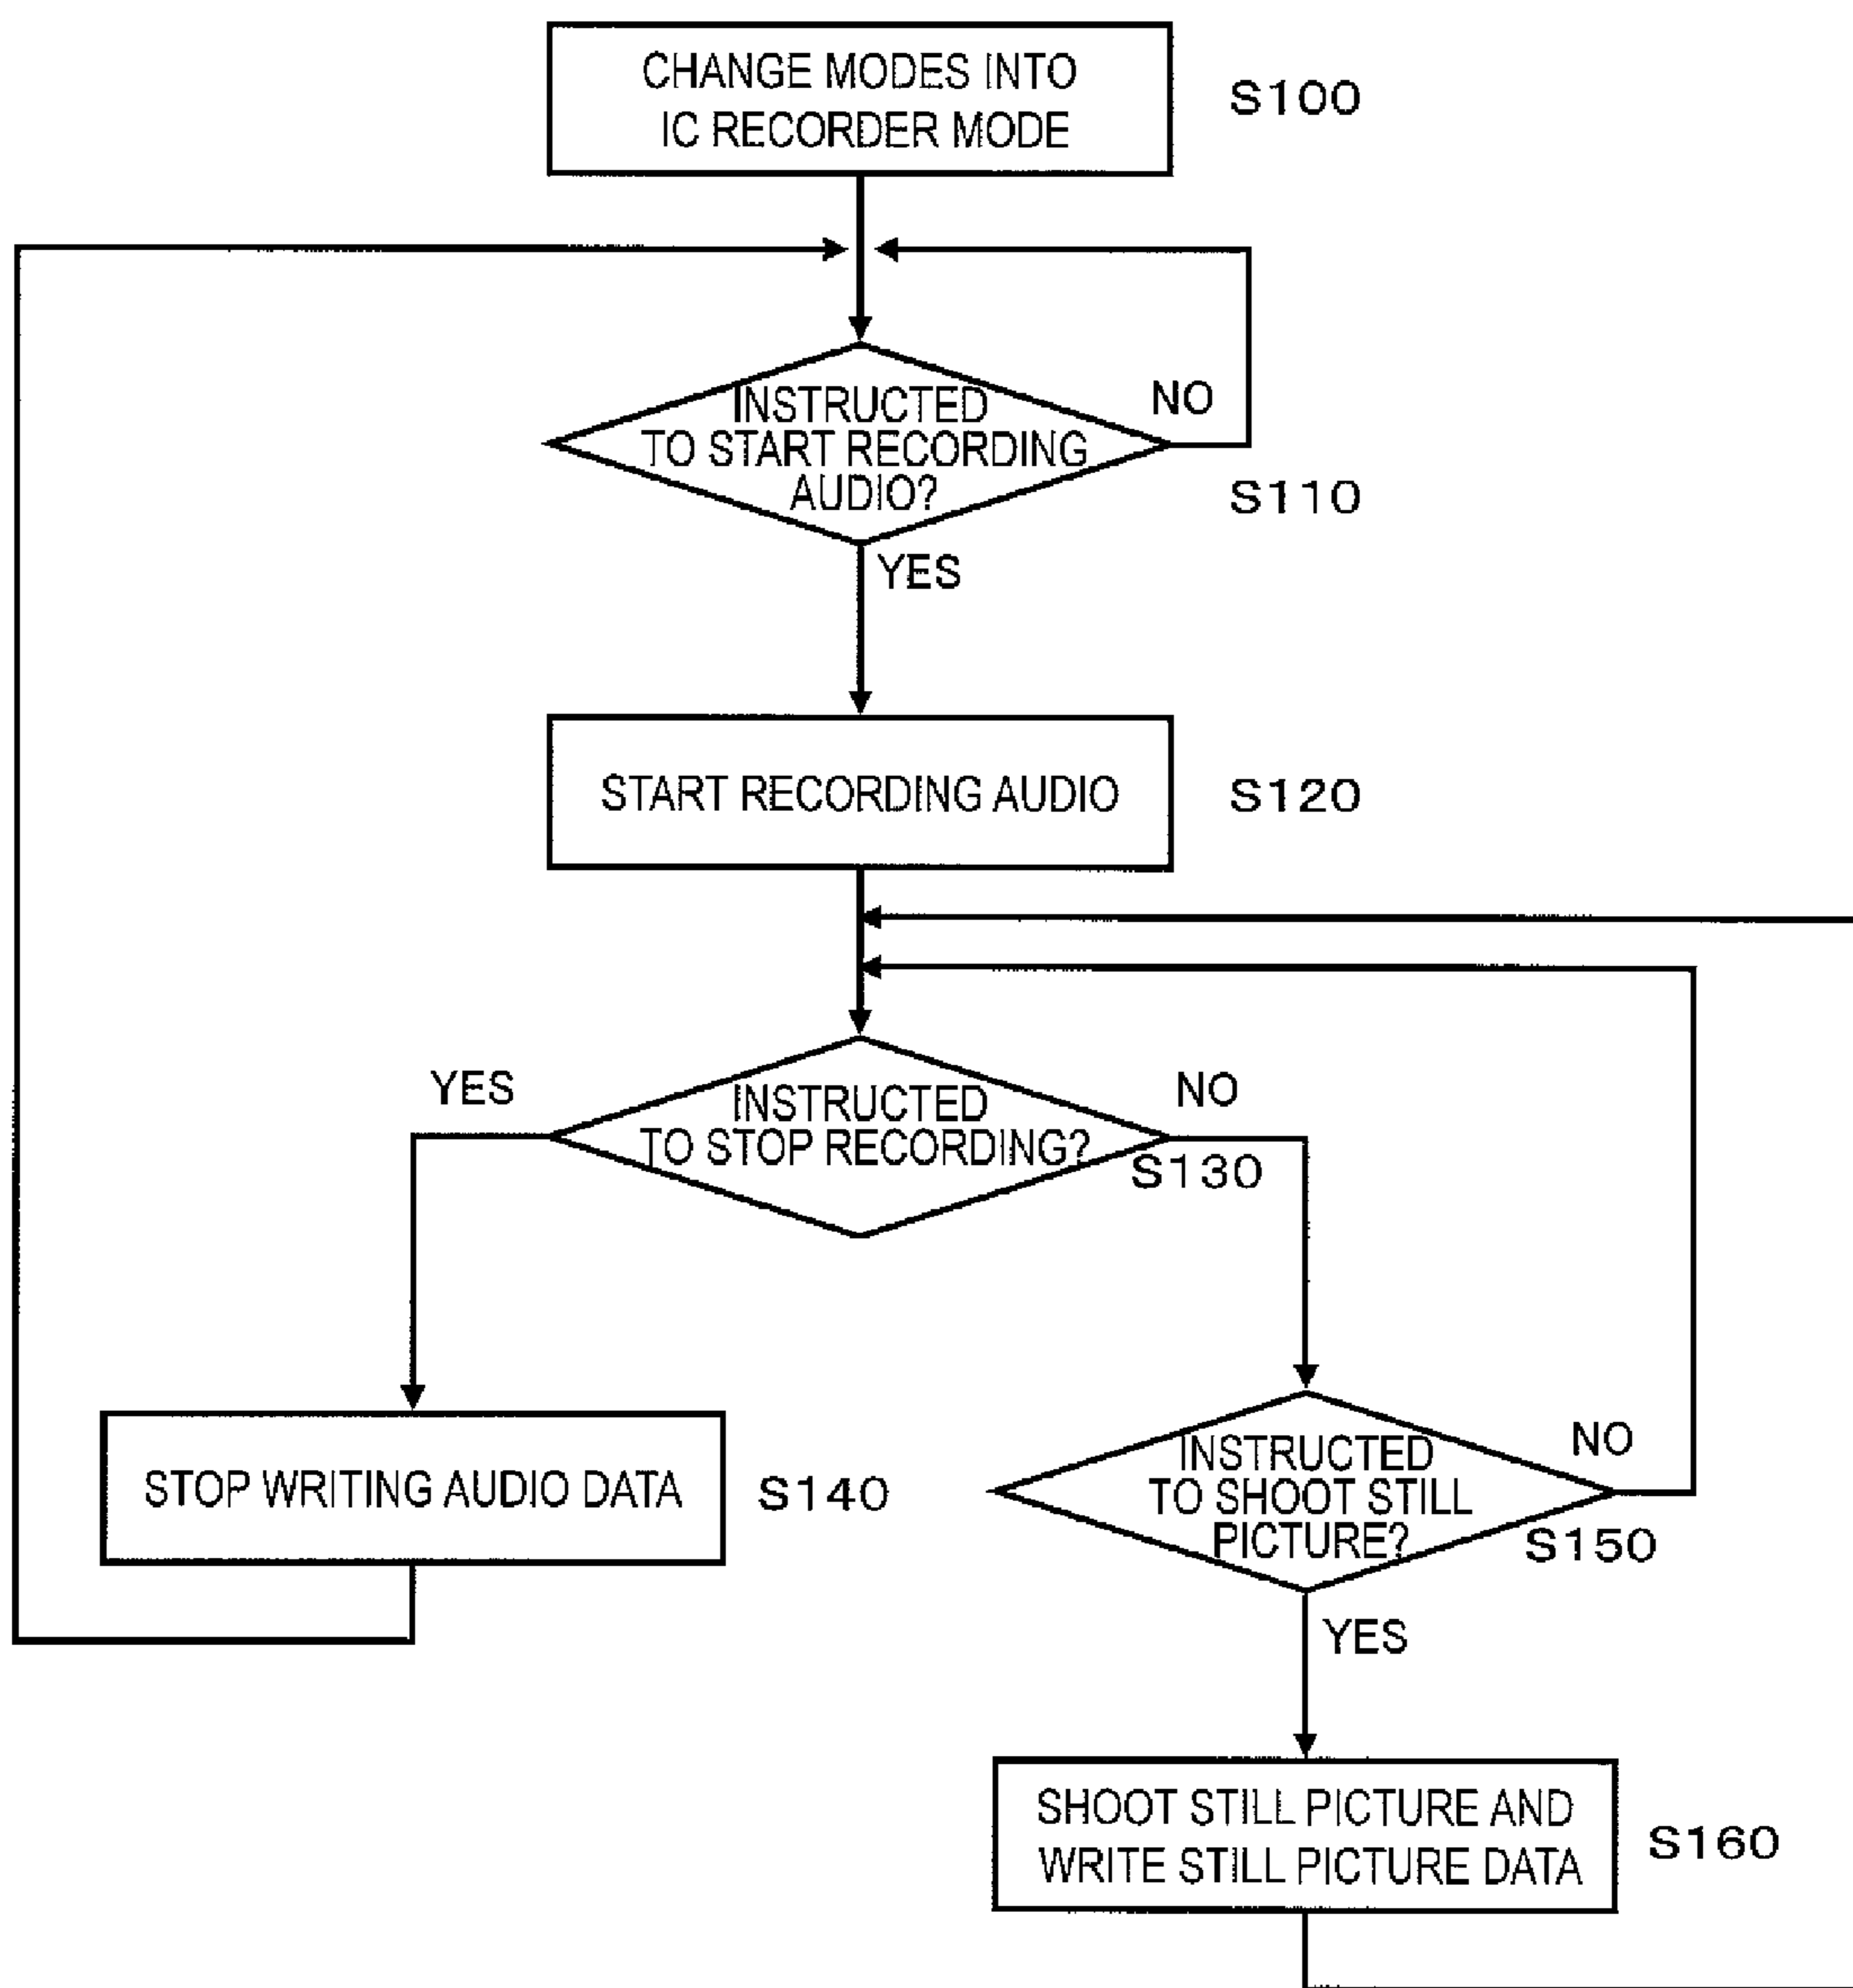 CHANGE MODES INTO
IC RECORDER MODE
S100
INSTRUCTED
TO START RECORDING
AUDIO?
NO
S110
YES
START RECORDING AUDIO
S120
YES
INSTRUCTED
TO STOP RECORDING?
NO
S130
STOP WRITING AUDIO DATA
S140
INSTRUCTED
TO SHOOT STILL
PICTURE?
NO
S150
YES
SHOOT STILL PICTURE AND
WRITE STILL PICTURE DATA
S160